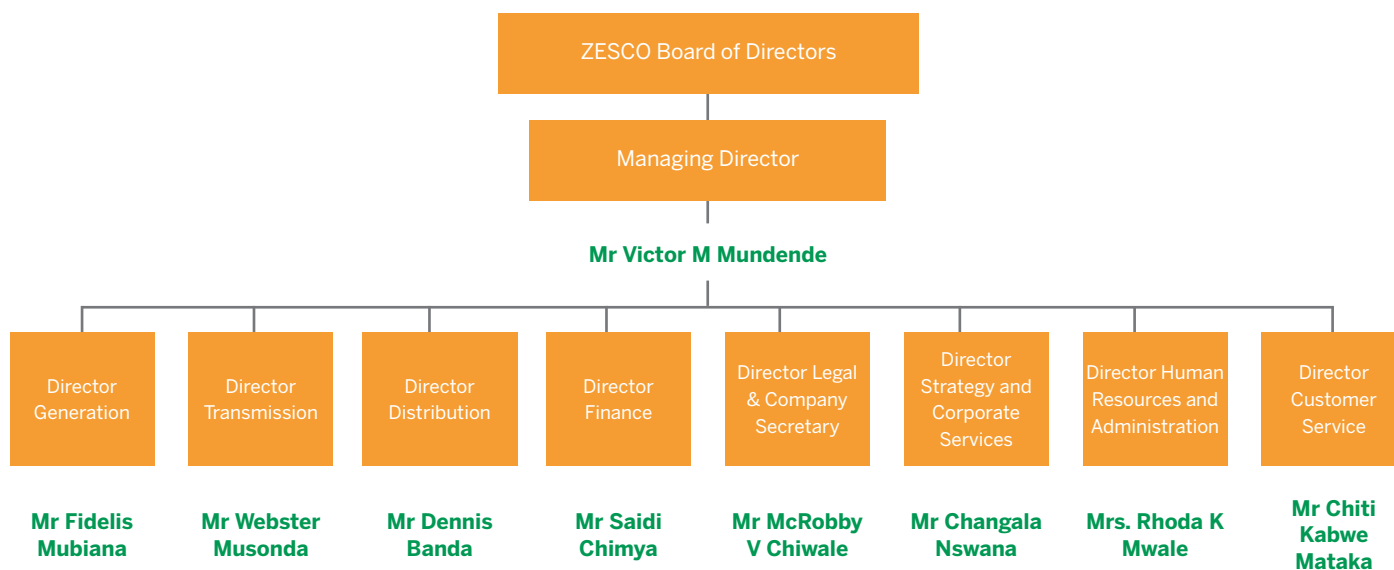 ZESCO Board of Directors
Managing Director
Mr Victor M Mundende
Director
Generation
Director
Transmission
Director
Distribution
Director
Finance
Director Legal
& Company
Secretary
Director
Strategy and
Corporate
Services
Director Human
Resources and
Administration
Director
Customer
Service
Mr Fidelis
Mubiana
Mr Webster
Musonda
Mr Dennis
Banda
Mr Saidi
Chimya
Mr McRobby
V Chiwale
Mr Changala
Nswana
Mrs. Rhoda K
Mwale
Mr Chiti
Kabwe
Mataka